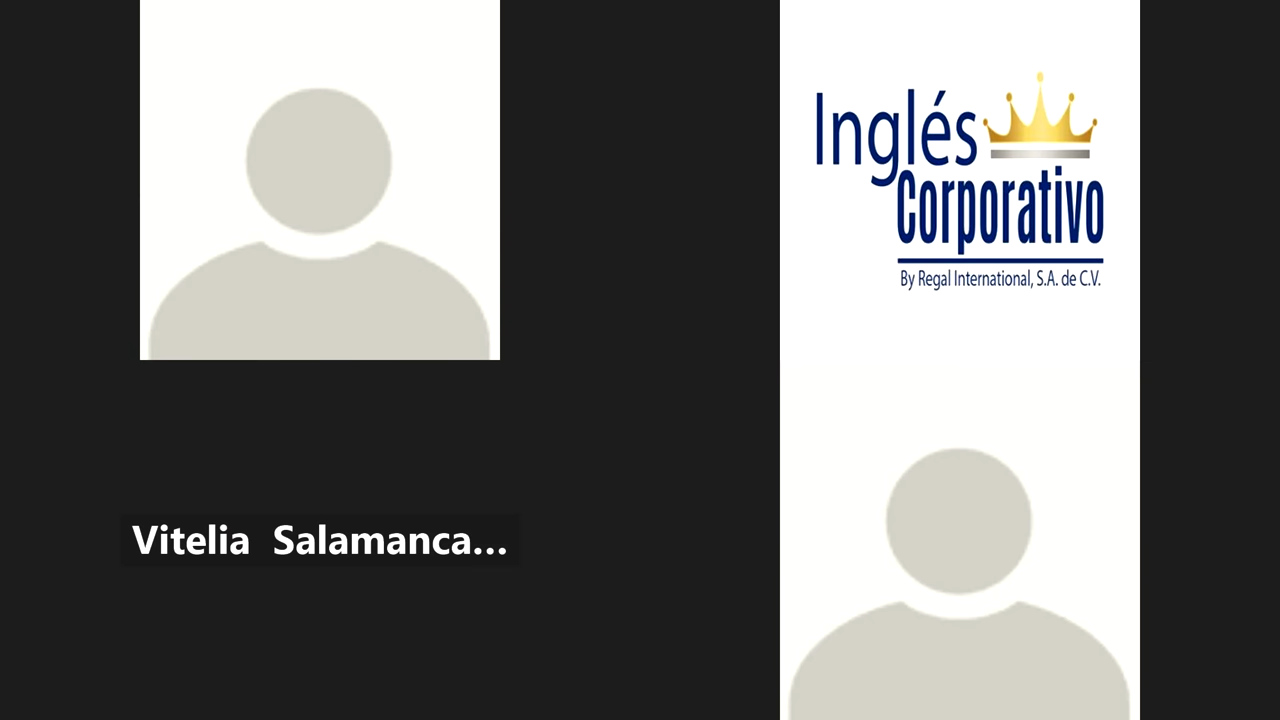 Inglés
Corporativo
By Regal International, S.A. de C.V.
Vitelia Salamanca...